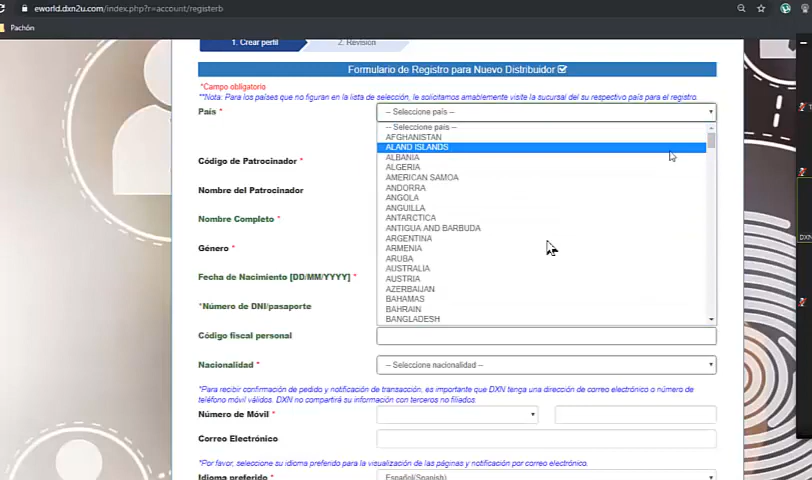 eworld.dxn2u.com/index.php?r=account/registerb
Pachón
1. Crear perfil
2. Revisión
Formulario de Registro para Nuevo Distribuidor
*Campo obligatorio
**Nota: Para los países que no figuran en la lista de selección, le solicitamos amablemente visite la sucursal del su respectivo país para el registro.
País *
-- Seleccione país --
-- Seleccione país --
AFGHANISTAN
ALAND ISLANDS
ALBANIA
Código de Patrocinador *
ALGERIA
AMERICAN SAMOA
Nombre del Patrocinador
ANDORRA
ANGOLA
ANGUILLA
Nombre Completo *
ANTARCTICA
ANTIGUA AND BARBUDA
ARGENTINA
Género *
ARMENIA
ARUBA
AUSTRALIA
Fecha de Nacimiento [DD/MM/YYYY] *
AUSTRIA
AZERBAIJAN
BAHAMAS
*Número de DNI/pasaporte
BAHRAIN
BANGLADESH
Código fiscal personal
Nacionalidad *
-- Seleccione nacionalidad --
*Para recibir confirmación de pedido y notificación de transacción, es importante que DXN tenga una dirección de correo electrónico o número de
teléfono móvil válidos. DXN no compartirá su información con terceros no filiados.
Número de Móvil *
Correo Electrónico
*Por favor, seleccione su idioma preferido para la visualización de las páginas y notificación por correo electrónico.
Idioma preferido *
Español(Spanish)
DXN